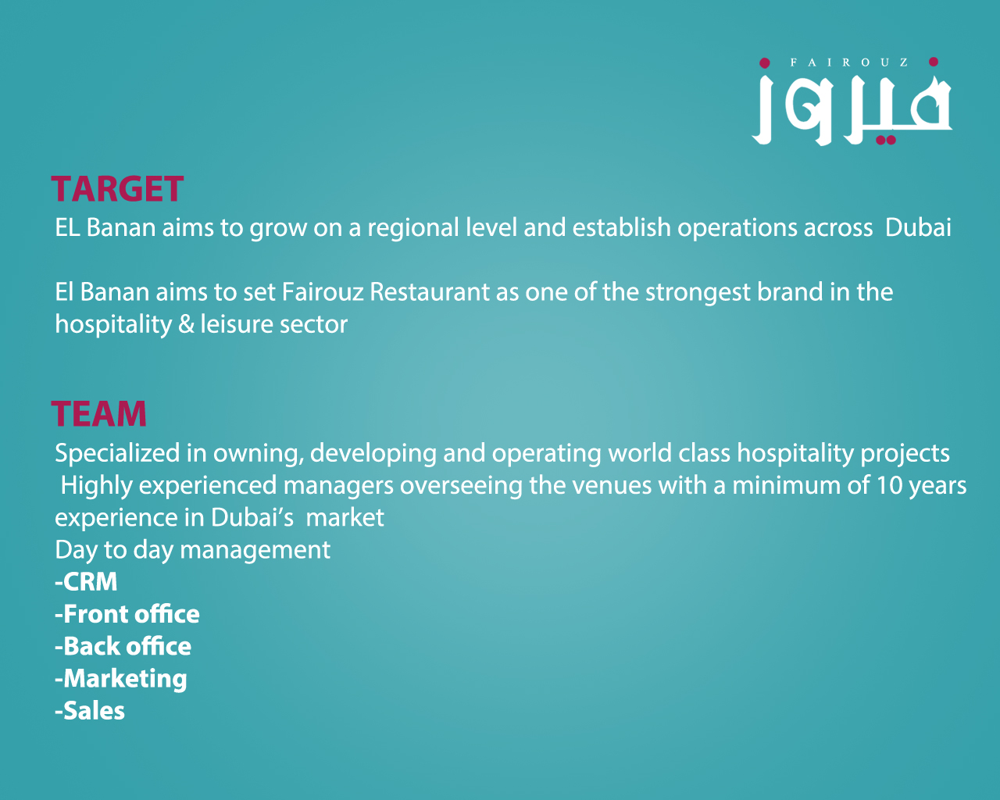 FAIROUZ
فيروز
TARGET
EL Banan aims to grow on a regional level and establish operations across  Dubai
El Banan aims to set Fairouz Restaurant as one of the strongest brand in the
hospitality & leisure sector
TEAM
Specialized in owning, developing and operating world class hospitality projects
Highly experienced managers overseeing the venues with a minimum of 10 years
experience in Dubai’s  market
Day to day management
-CRM
-Front office
-Back office
-Marketing
-Sales